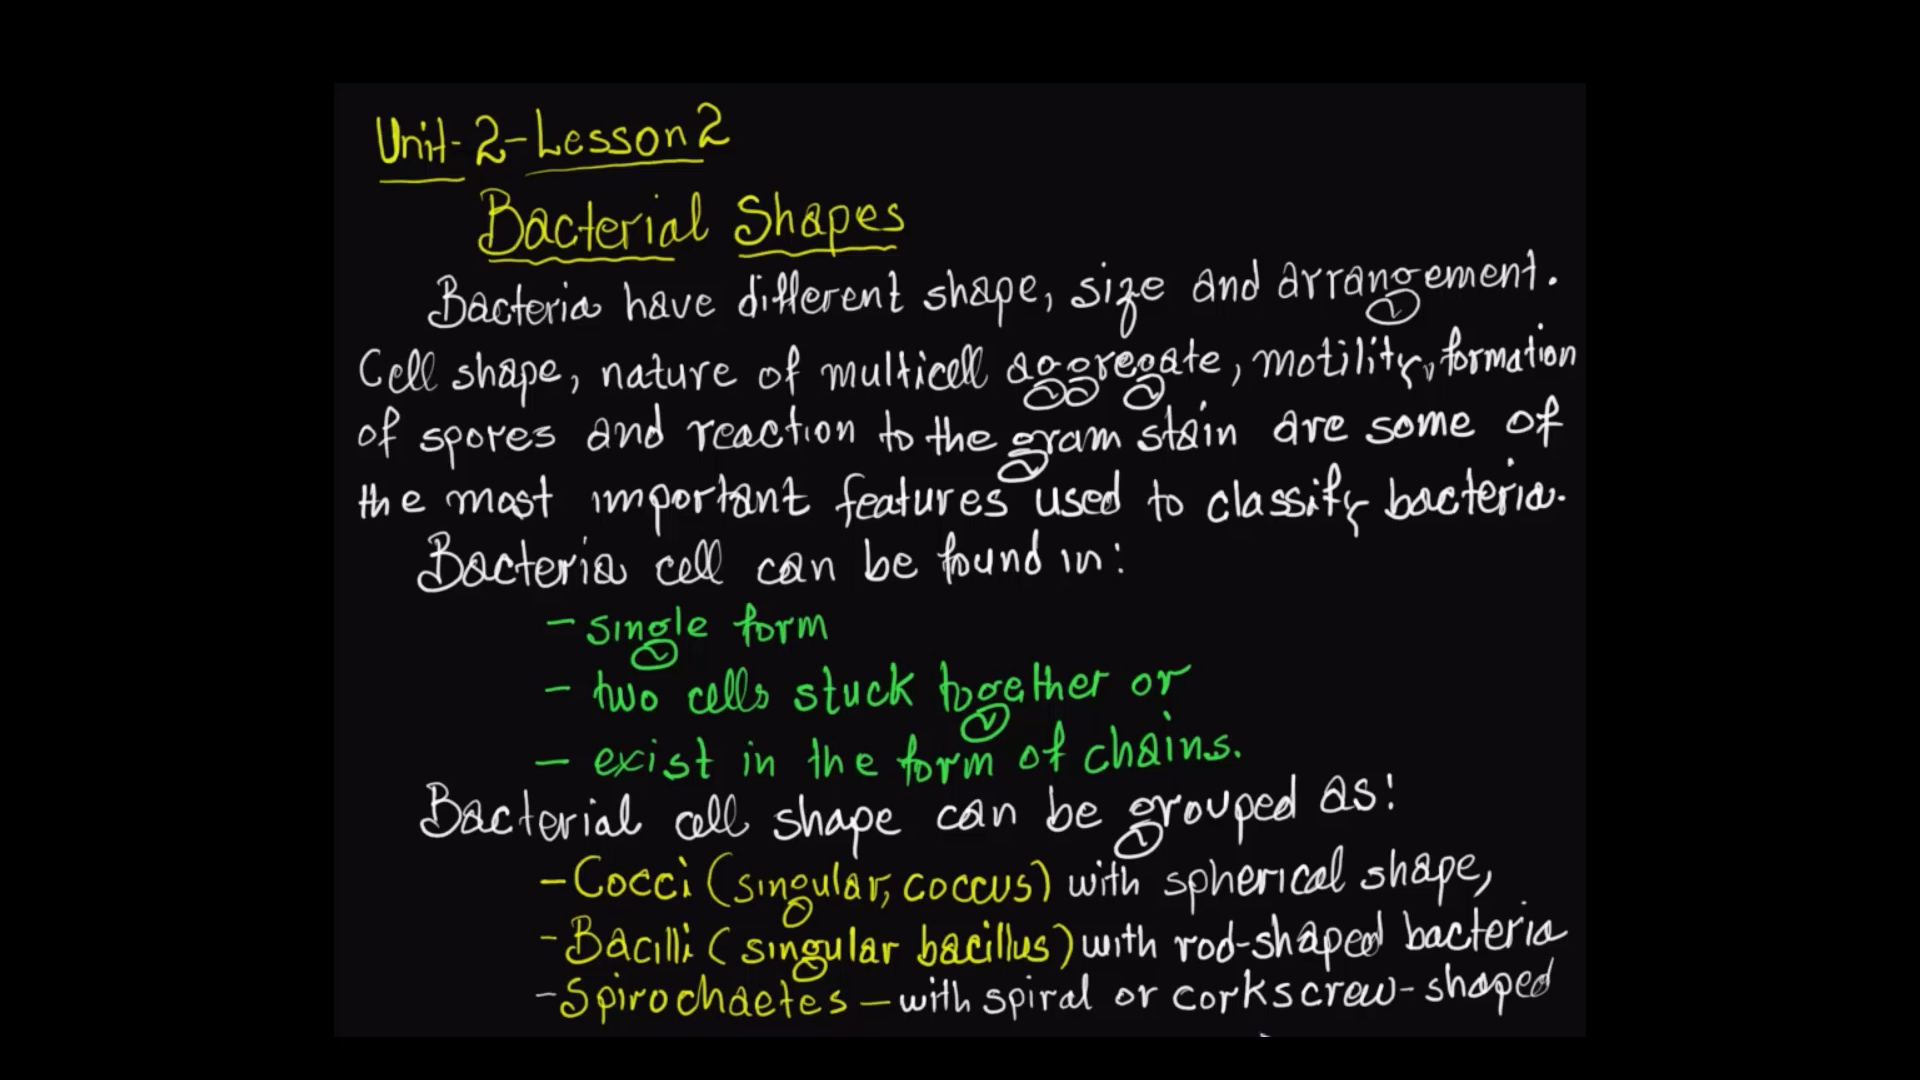 Unit-2-Lesson 2
Bacterial Shapes
Bacteria have different shape, size and arrangement.
Cell shape, nature of multicell aggregate, motility, formation
of spores and reaction to the gram stain are some of
the most important features used to classify bacteria.
Bacteria cell can be found in:
- single form
- two cells stuck together or
- exist in the form of chains.
Bacterial cell shape can be grouped as:
- Cocci (singular, coccus) with spherical shape,
- Bacilli (singular bacillus) with rod-shaped bacteria
- Spirochaetes - with spiral or corkscrew-shaped